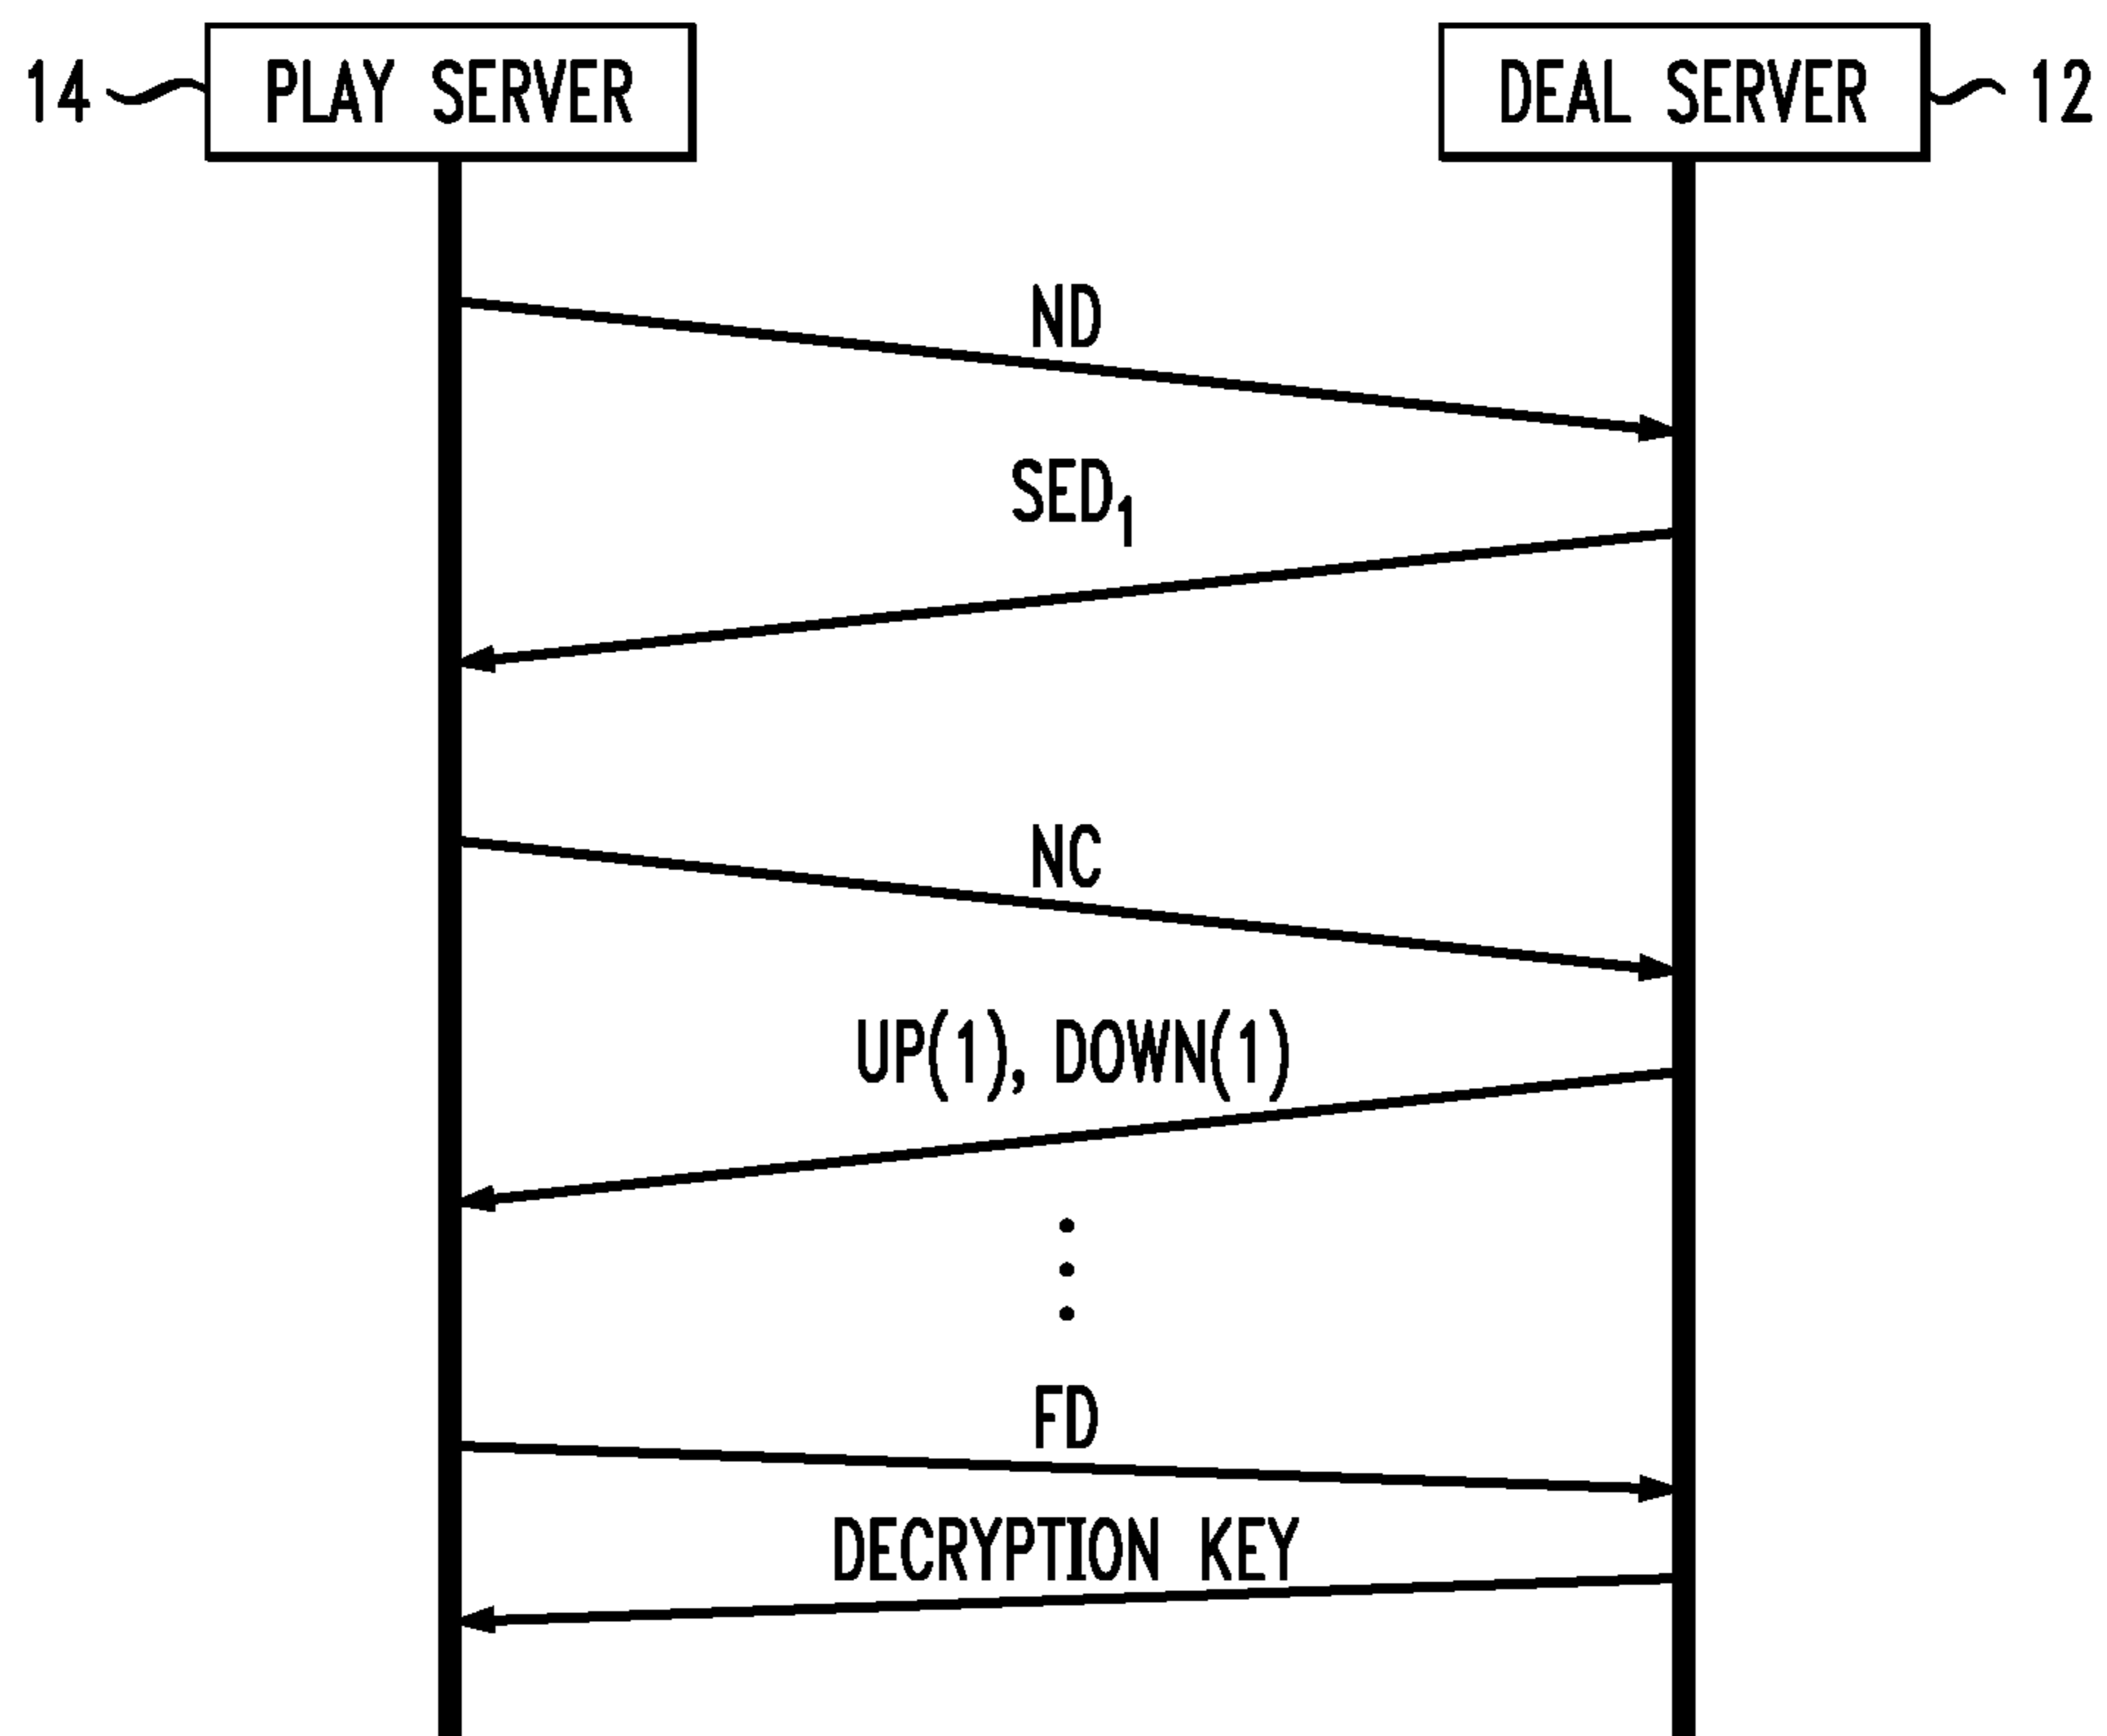 14 PLAY SERVER DEAL SERVER 12
ND
SED1
NC
UP(1), DOWN(1)
FD
DECRYPTION KEY